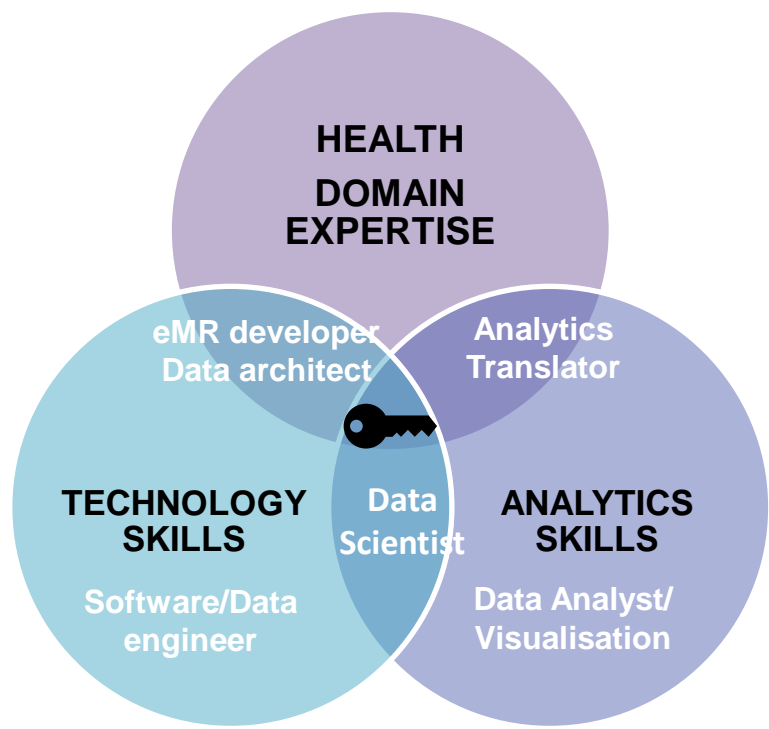 HEALTH
DOMAIN
EXPERTISE
eMR developer
Data architect
Analytics
Translator
TECHNOLOGY
SKILLS
Data
Scientist
ANALYTICS
SKILLS
Software/Data
engineer
Data Analyst/
Visualisation